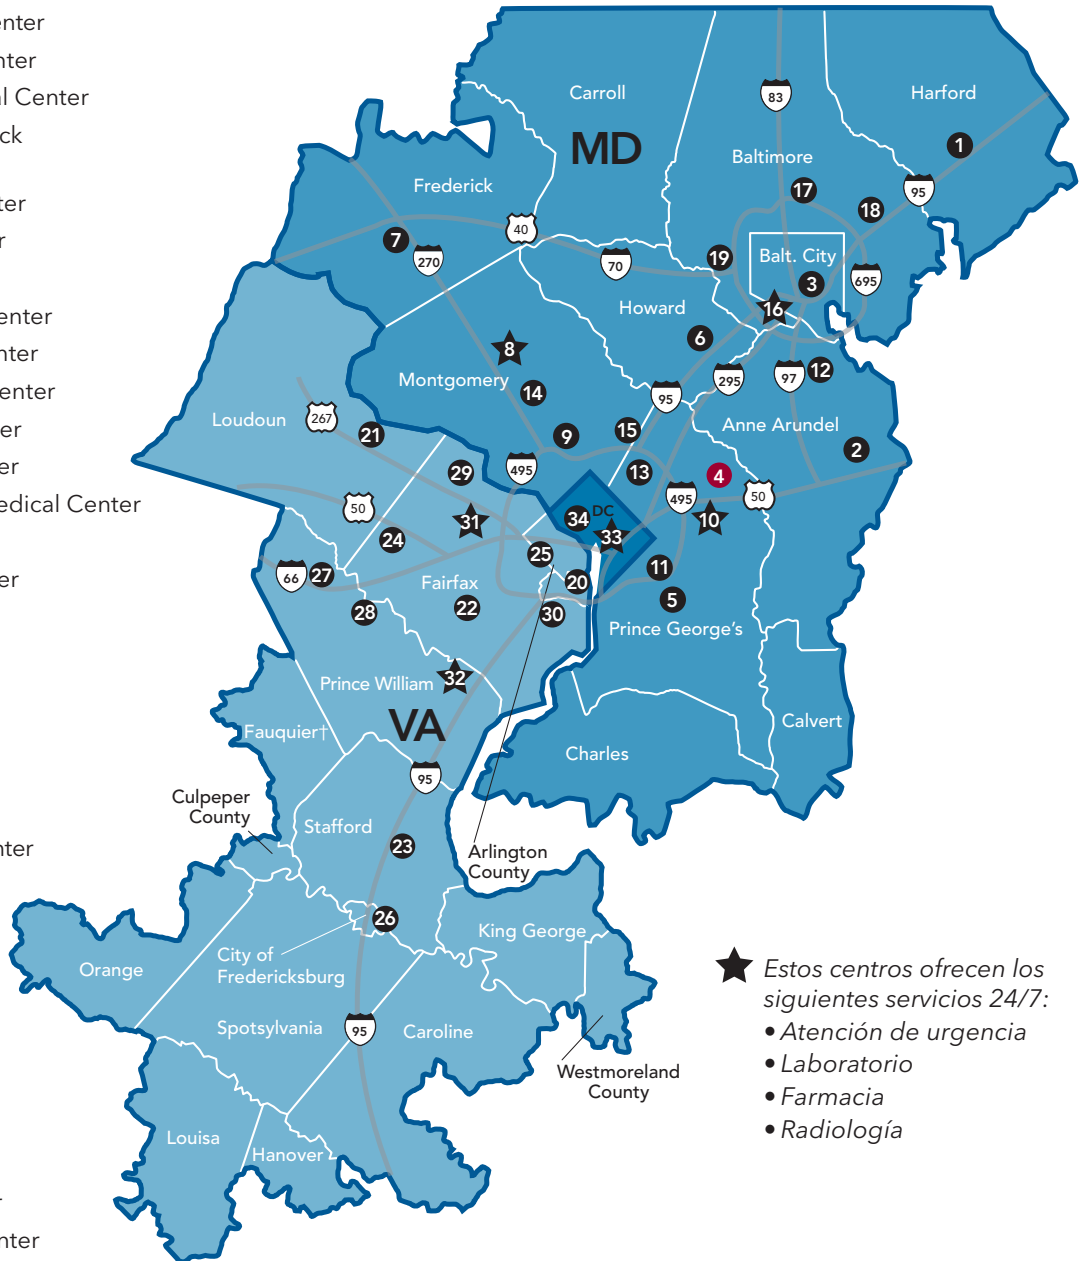 enter
nter
al Center
ck
ter
r
enter
nter
enter
er
er
edical Center
er
nter
nter
Carroll
83
Harford
MD
1
Baltimore
Frederick
17
95
18
40
7
270
70
19
Balt. City
3
695
Howard
16
6
8
Montgomery
295
97
12
14
95
Loudoun
267
21
9
15
Anne Arundel
2
29
495
13
4
495
50
50
31
34
DC
33
10
24
25
11
66
27
Fairfax
20
5
28
22
30
Prince George's
32
Prince William
VA
Fauquier†
Calvert
Charles
95
Culpeper
County
Stafford
23
Arlington
County
26
King George
City of
Fredericksburg
Orange
Spotsylvania
95
Caroline
Westmoreland
County
Louisa
Hanover
Estos centros ofrecen los
siguientes servicios 24/7:
• Atención de urgencia
• Laboratorio
• Farmacia
• Radiología